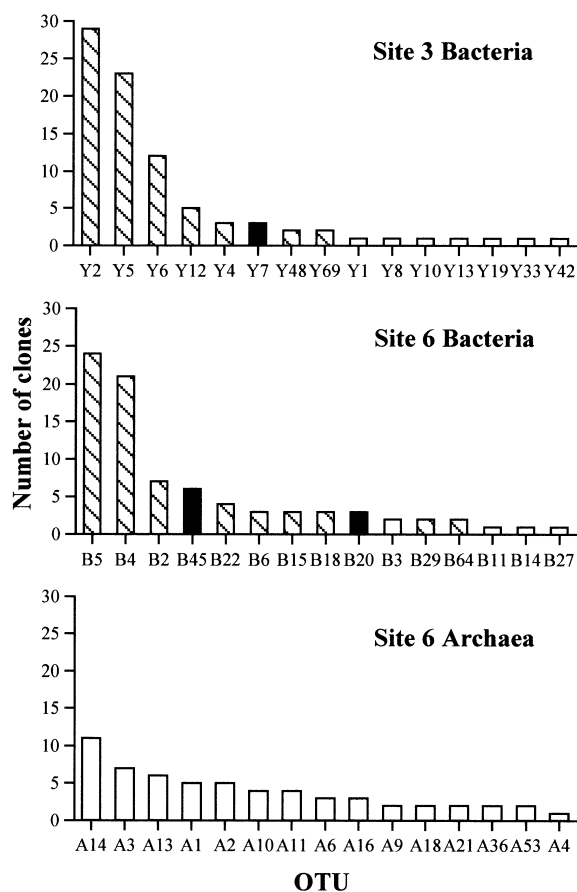 Site 3 Bacteria
30
25
20
15
10
5
0
Y2 Y5 Y6 Y12 Y4 Y7 Y48 Y69 Y1 Y8 Y10 Y13 Y19 Y33 Y42
Number of clones
Site 6 Bacteria
30
25
20
15
10
5
0
B5 B4 B2 B45 B22 B6 B15 B18 B20 B3 B29 B64 B11 B14 B27
Site 6 Archaea
30
25
20
15
10
5
0
A14 A3 A13 A1 A2 A10 A11 A6 A16 A9 A18 A21 A36 A53 A4
OTU